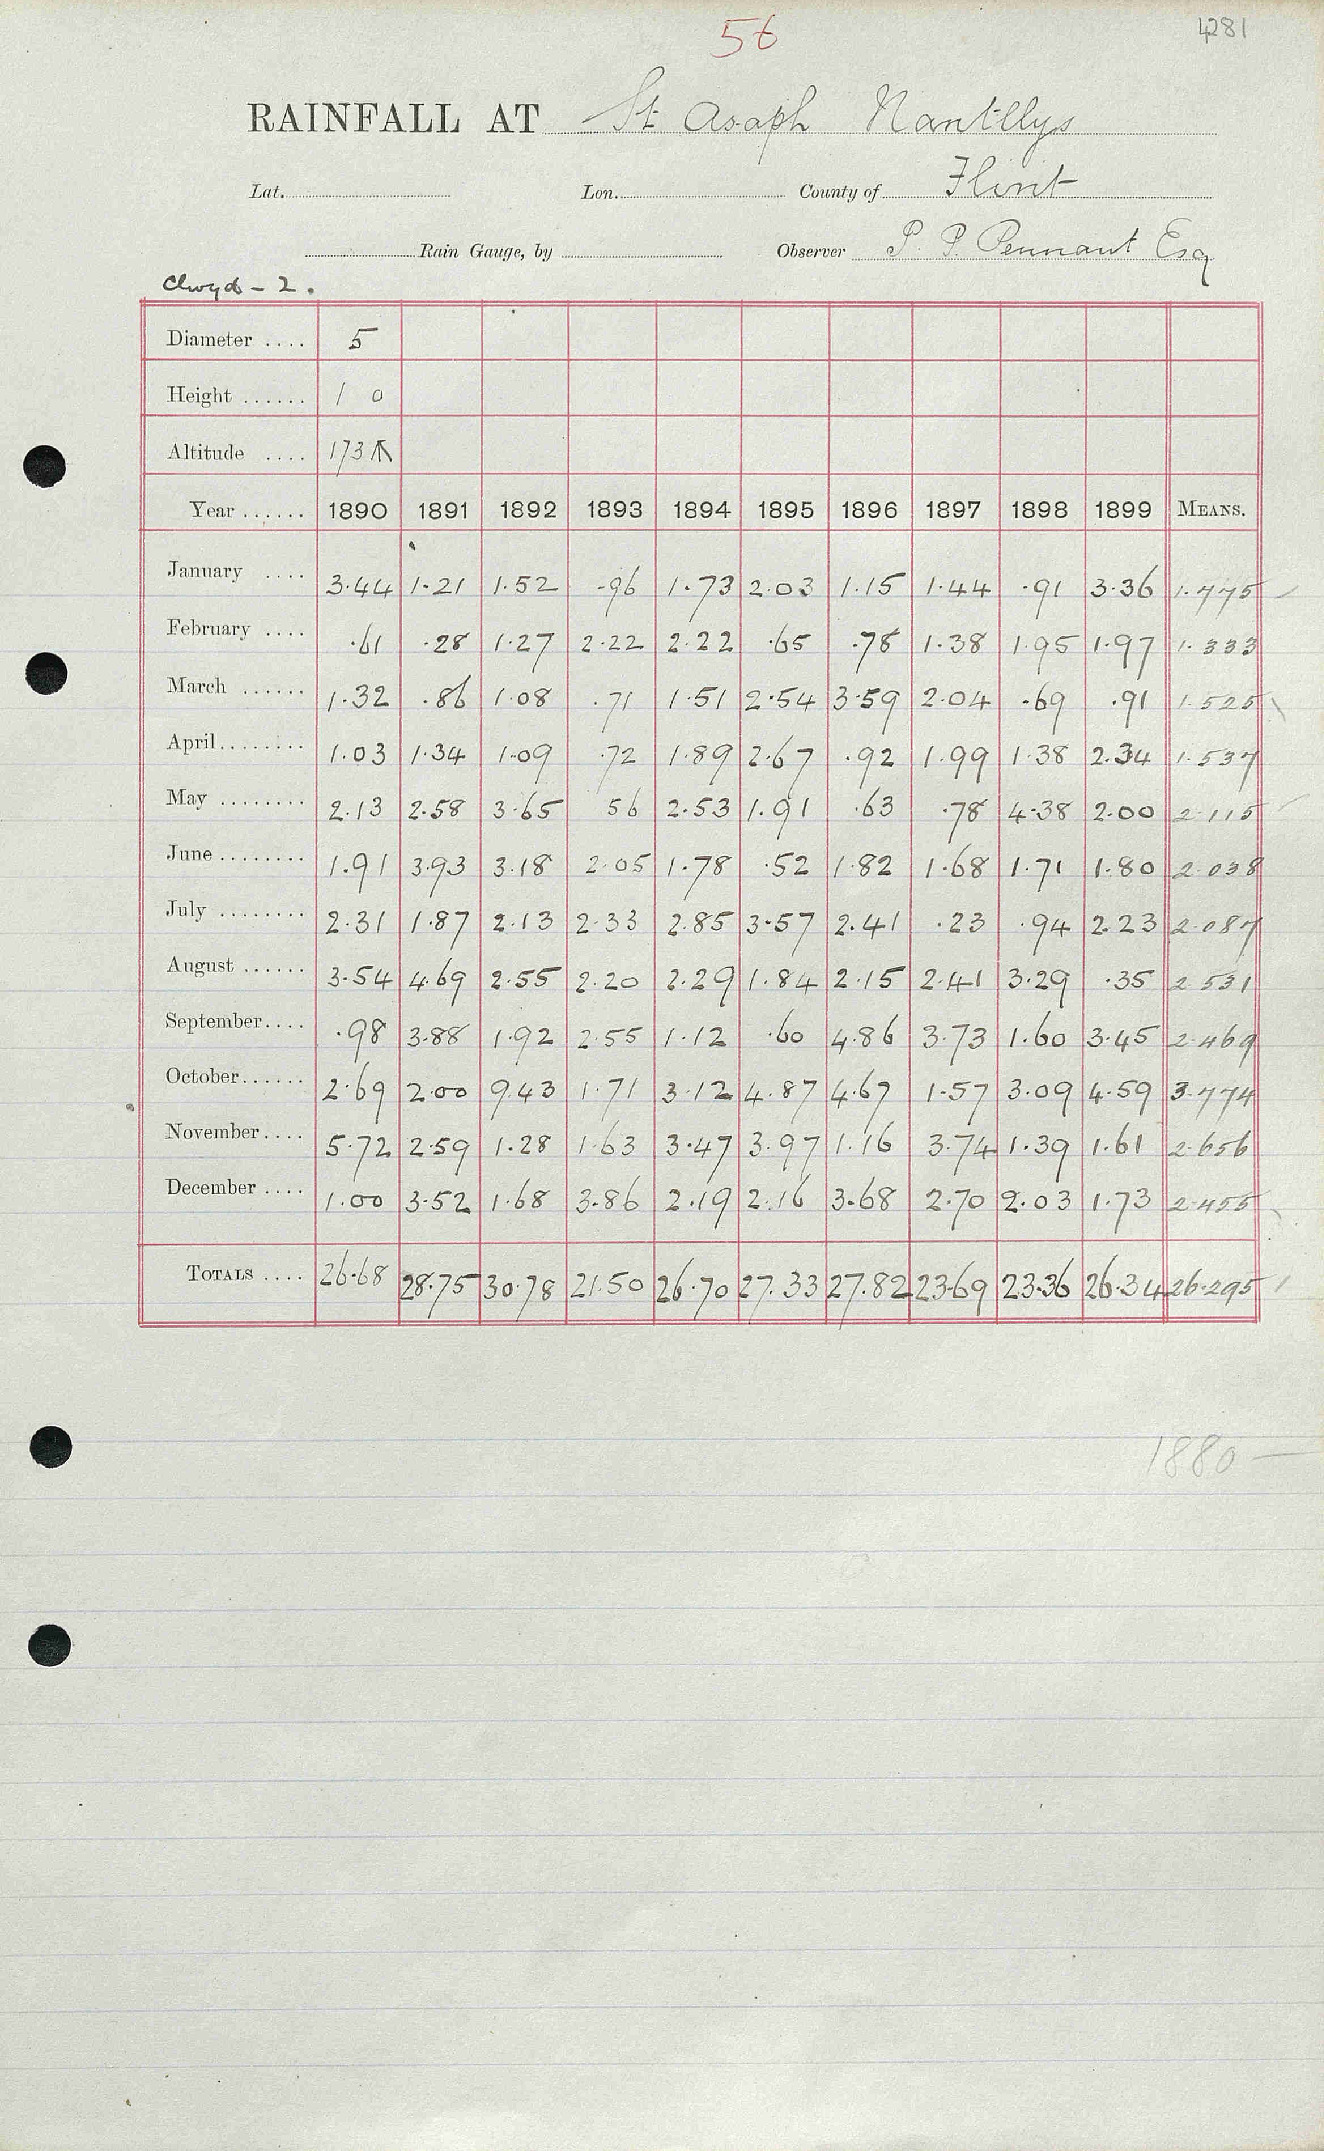 56
4281
RAINFALL AT St Asaph Nantllys
Lat. Lon. County of Flint
Rain Gauge, by Observer P. P. Pennant Esq
Clwyd - 2.
Diameter .... 5
Height ...... 1 0
Altitude .... 173
Year ...... 1890 1891 1892 1893 1894 1895 1896 1897 1898 1899 MEANS.
January .... 3.44 1.21 1.52 .96 1.73 2.03 1.15 1.44 .91 3.36 1.775
February .... .61 .28 1.27 2.22 2.22 .65 .78 1.38 1.95 1.97 1.333
March ...... 1.32 .86 1.08 .71 1.51 2.54 3.59 2.04 .69 .91 1.525
April........ 1.03 1.34 1.09 .72 1.89 2.67 .92 1.99 1.38 2.34 1.537
May ........ 2.13 2.58 3.65 56 2.53 1.91 .63 .78 4.38 2.00 2.115
June ........ 1.91 3.93 3.18 2.05 1.78 .52 1.82 1.68 1.71 1.80 2.038
July ........ 2.31 1.87 2.13 2.33 2.85 3.57 2.41 .23 .94 2.23 2.087
August ...... 3.54 4.69 2.55 2.20 2.29 1.84 2.15 2.41 3.29 .35 2.531
September.... .98 3.88 1.92 2.55 1.12 .60 4.86 3.73 1.60 3.45 2.469
October...... 2.69 2.00 9.43 1.71 3.12 4.87 4.67 1.57 3.09 4.59 3.774
November.... 5.72 2.59 1.28 1.63 3.47 3.97 1.16 3.74 1.39 1.61 2.656
December .... 1.00 3.52 1.68 3.86 2.19 2.16 3.68 2.70 2.03 1.73 2.455
TOTALS .... 26.68 28.75 30.78 21.50 26.70 27.33 27.82 23.69 23.36 26.34 26.295
1880 —